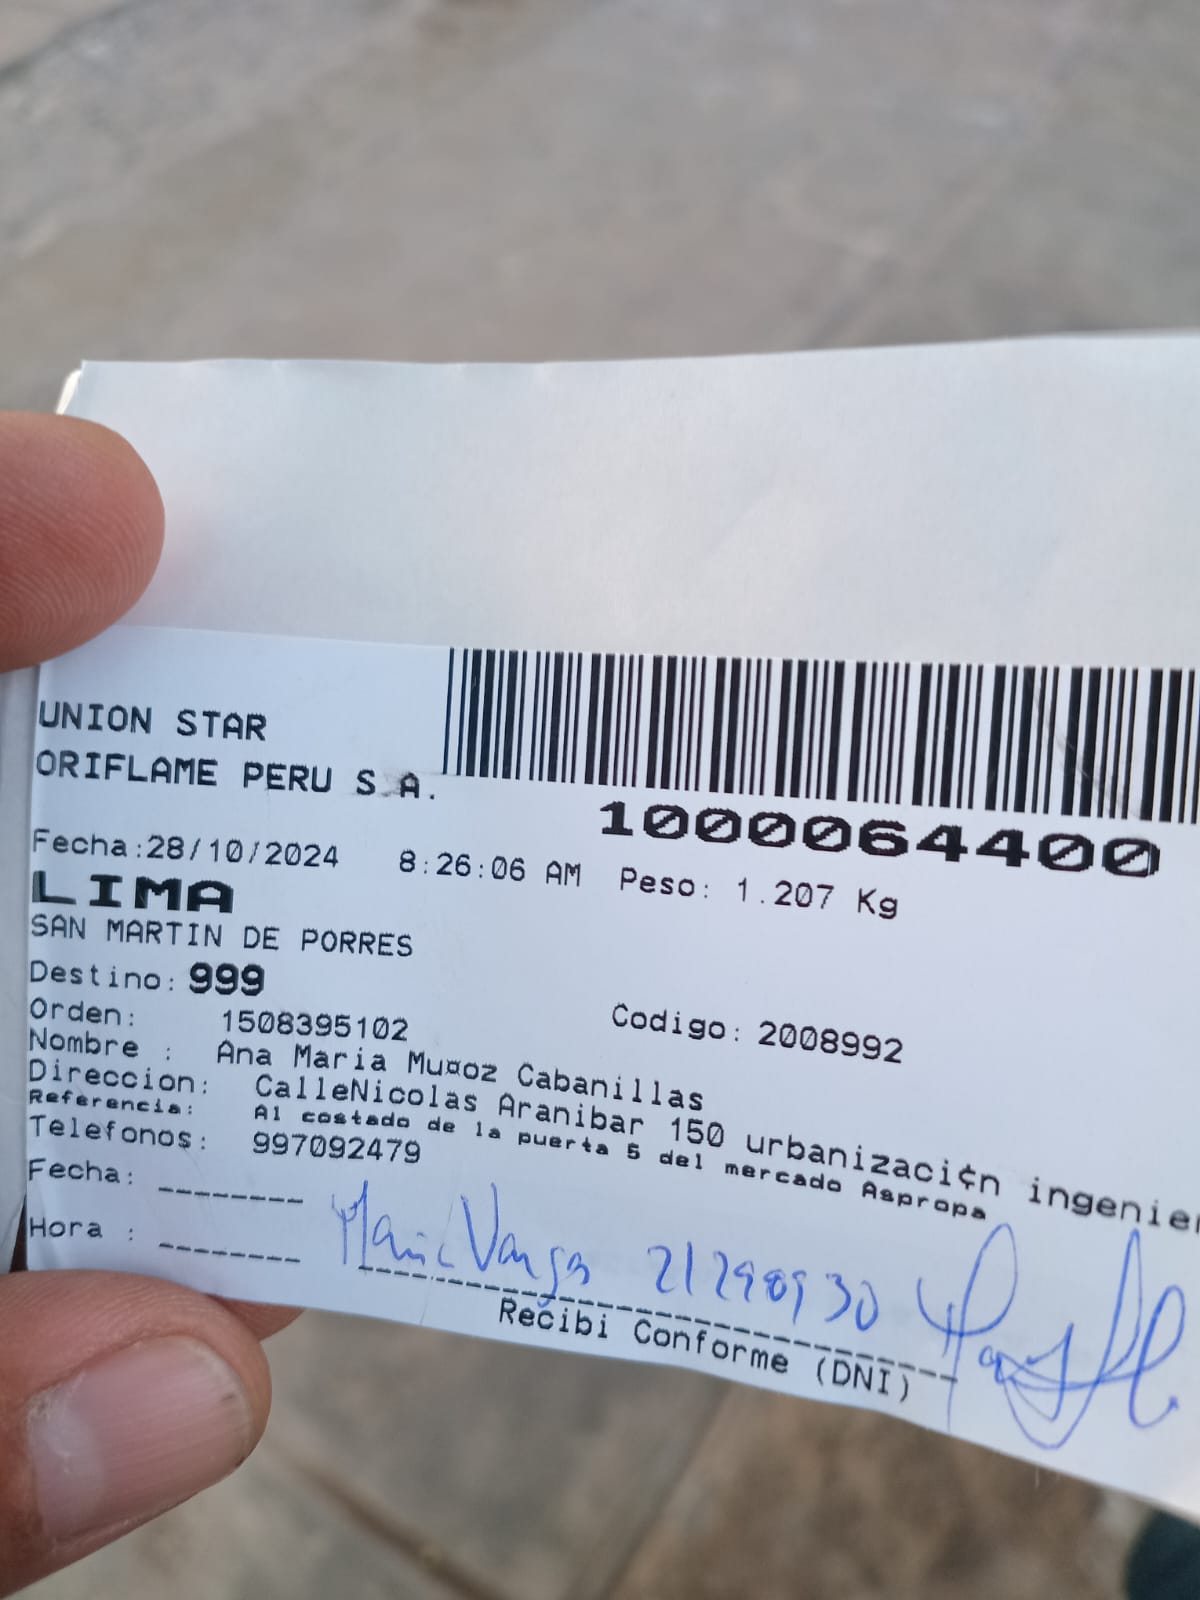 UNION STAR
ORIFLAME PERU S A.
1000064400
Fecha:28/10/2024 8:26:06 AM Peso: 1.207 Kg
LIMA
SAN MARTIN DE PORRES
Destino: 999
Orden: 1508395102 Codigo: 2008992
Nombre : Ana Maria Mu¤oz Cabanillas
Direccion: CalleNicolas Aranibar 150 urbanizaci¢n ingenier
Referencia: Al costado de la puerta 5 del mercado Aspropa
Telefonos: 997092479
Fecha: --------
Hora : --------
Vargas
Recibi Conforme (DNI)